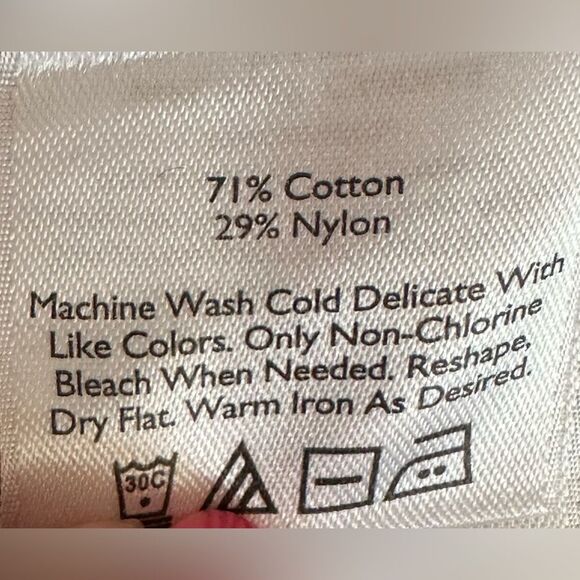 71% Cotton
29% Nylon
Machine Wash Cold Delicate With
Like Colors. Only Non-Chlorine
Bleach When Needed. Reshape,
Dry Flat. Warm Iron As Desired.
30C